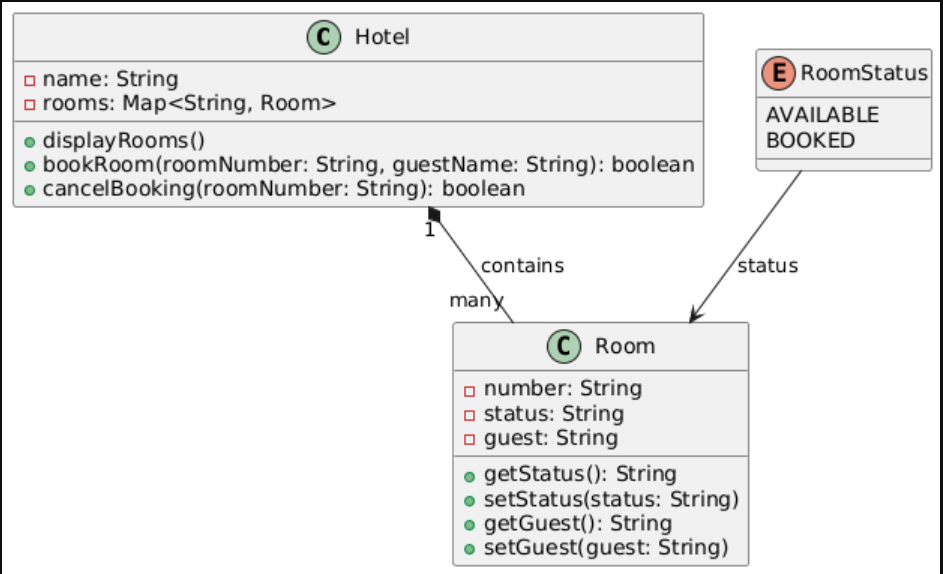 C Hotel
name: String
rooms: Map<String, Room>
displayRooms()
bookRoom(roomNumber: String, guestName: String): boolean
cancelBooking(roomNumber: String): boolean
E RoomStatus
AVAILABLE
BOOKED
1
contains
many
status
C Room
number: String
status: String
guest: String
getStatus(): String
setStatus(status: String)
getGuest(): String
setGuest(guest: String)